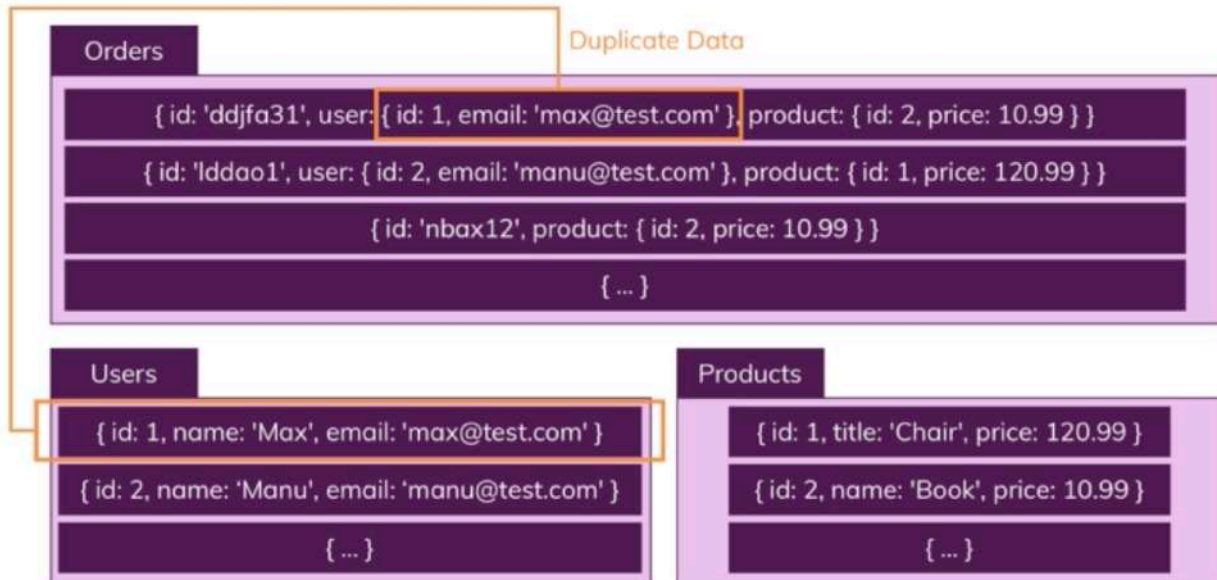 Duplicate Data
Orders
{ id: 'ddjfa31', user: { id: 1, email: 'max@test.com' }, product: { id: 2, price: 10.99 } }
{ id: 'lddao1', user: { id: 2, email: 'manu@test.com' }, product: { id: 1, price: 120.99 } }
{ id: 'nbax12', product: { id: 2, price: 10.99 } }
{ ... }
Users
{ id: 1, name: 'Max', email: 'max@test.com' }
{ id: 2, name: ‘Manu', email: ‘manu@test.com' }
{ ... }
Products
{ id: 1, title: 'Chair', price: 120.99 }
{ id: 2, name: 'Book', price: 10.99 }
{ ... }